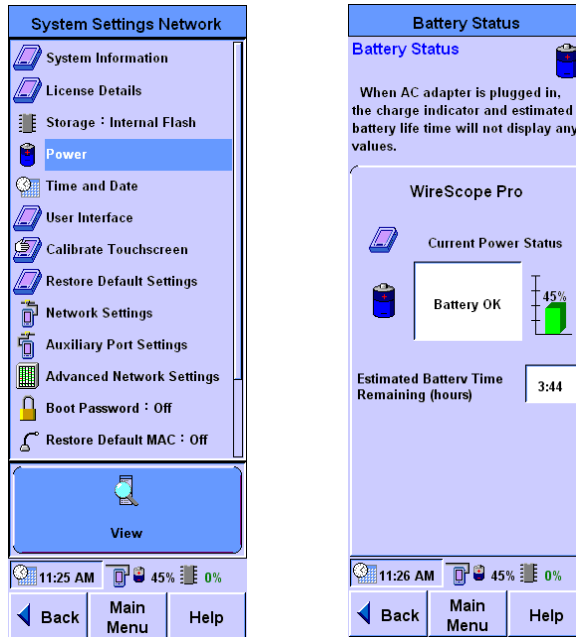 System Settings Network
System Information
License Details
Storage : Internal Flash
Power
Time and Date
User Interface
Calibrate Touchscreen
Restore Default Settings
Network Settings
Auxiliary Port Settings
Advanced Network Settings
Boot Password : Off
Restore Default MAC : Off
View
11:25 AM 45% 0%
Back Main Menu Help
Battery Status
Battery Status
When AC adapter is plugged in,
the charge indicator and estimated
battery life time will not display any
values.
WireScope Pro
Current Power Status
Battery OK
45%
Estimated Battery Time
Remaining (hours)
3:44
11:26 AM 45% 0%
Back Main Menu Help